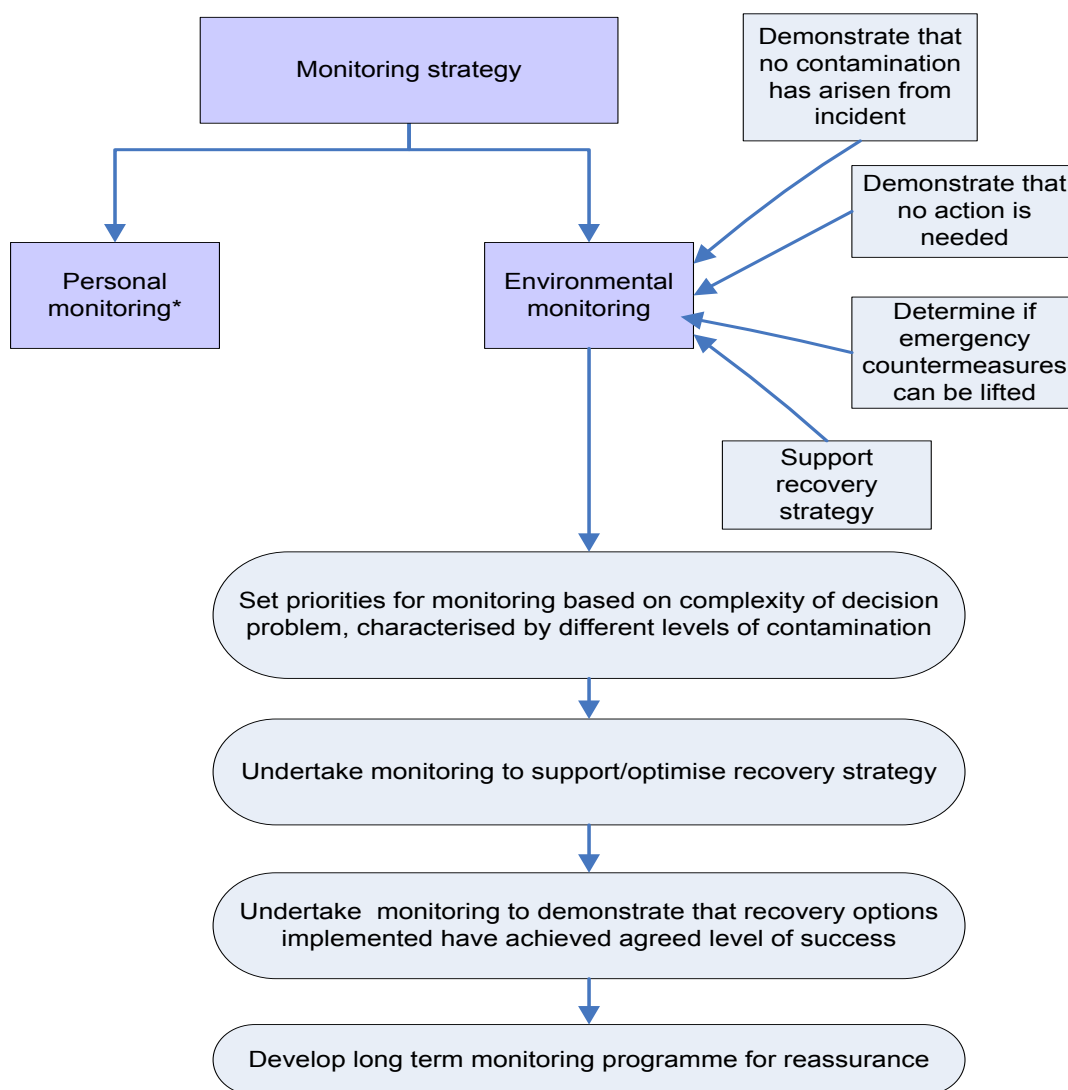 Monitoring strategy
Demonstrate that
no contamination
has arisen from
incident
Demonstrate that
no action is
needed
Personal
monitoring*
Environmental
monitoring
Determine if
emergency
countermeasures
can be lifted
Support
recovery
strategy
Set priorities for monitoring based on complexity of decision
problem, characterised by different levels of contamination
Undertake monitoring to support/optimise recovery strategy
Undertake monitoring to demonstrate that recovery options
implemented have achieved agreed level of success
Develop long term monitoring programme for reassurance